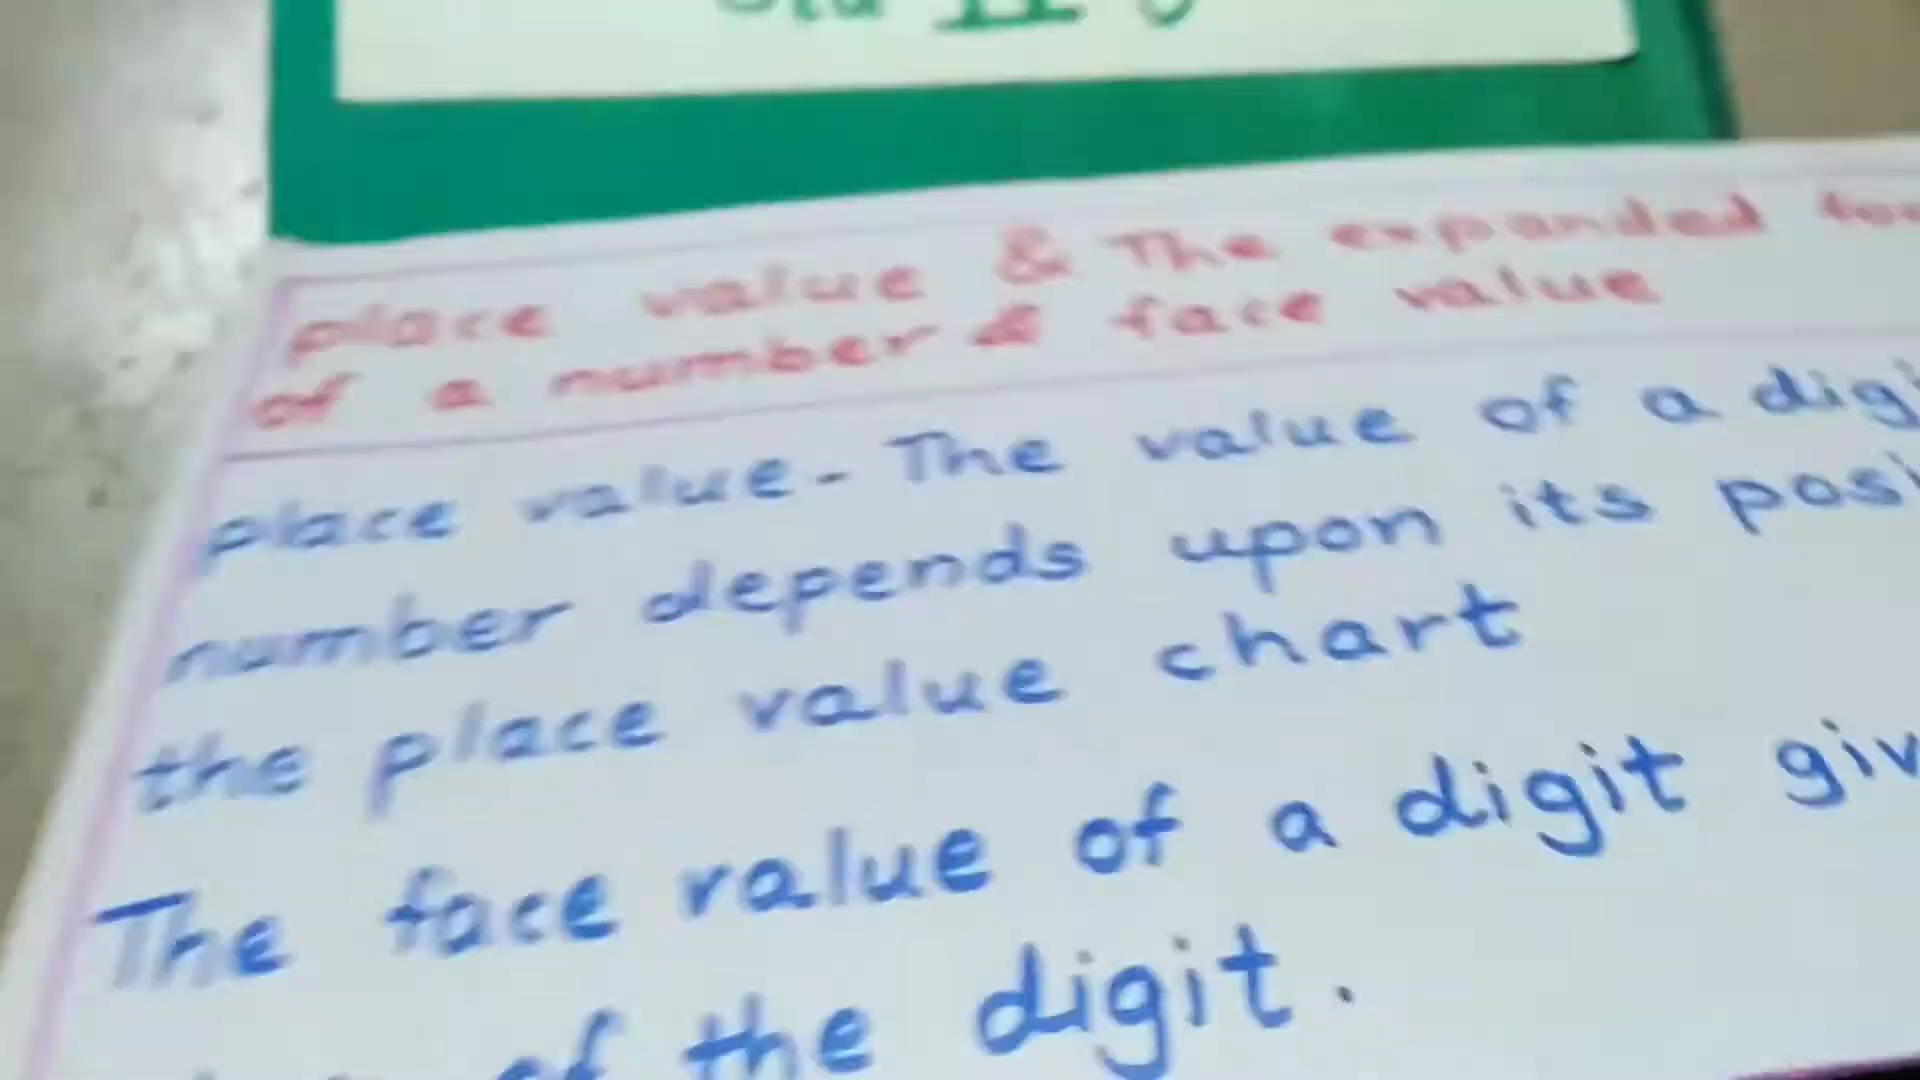 place value & The expanded
of a number & face value
place value - The value of a
number depends upon its
the place value chart
The face value of a digit
of the digit.